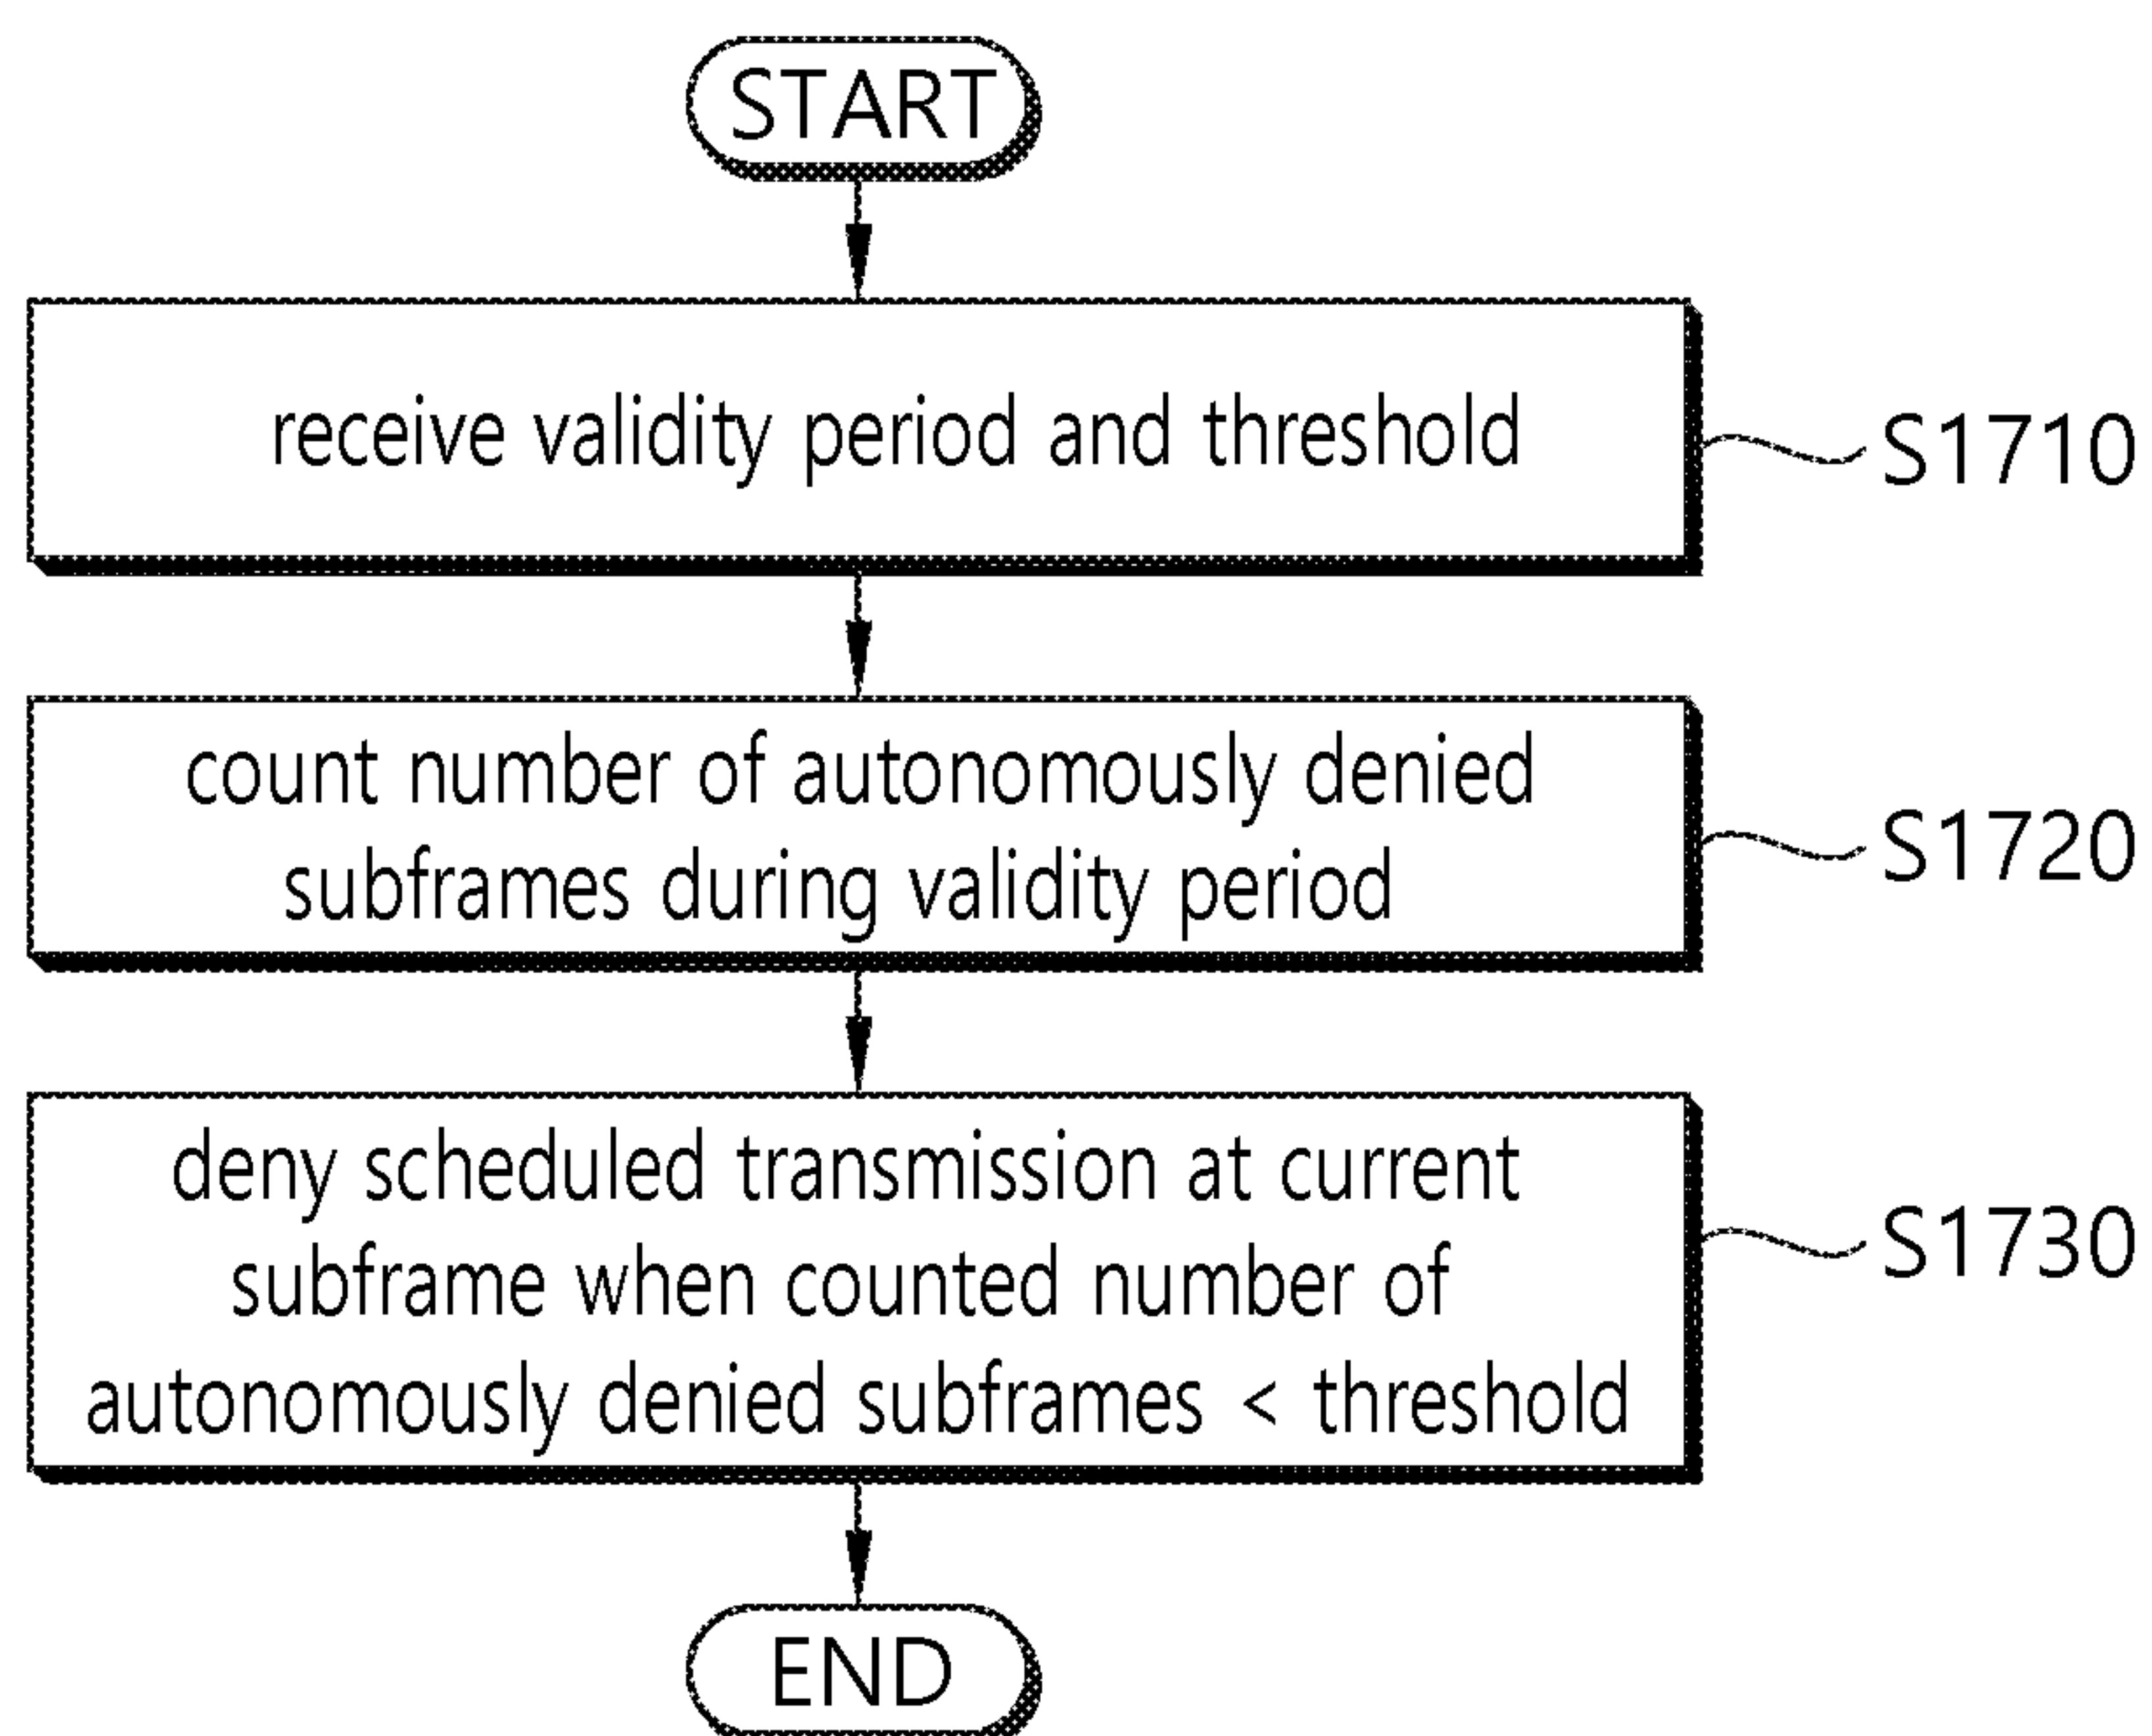 START
receive validity period and threshold
S1710
count number of autonomously denied
subframes during validity period
S1720
deny scheduled transmission at current
subframe when counted number of
autonomously denied subframes < threshold
S1730
END